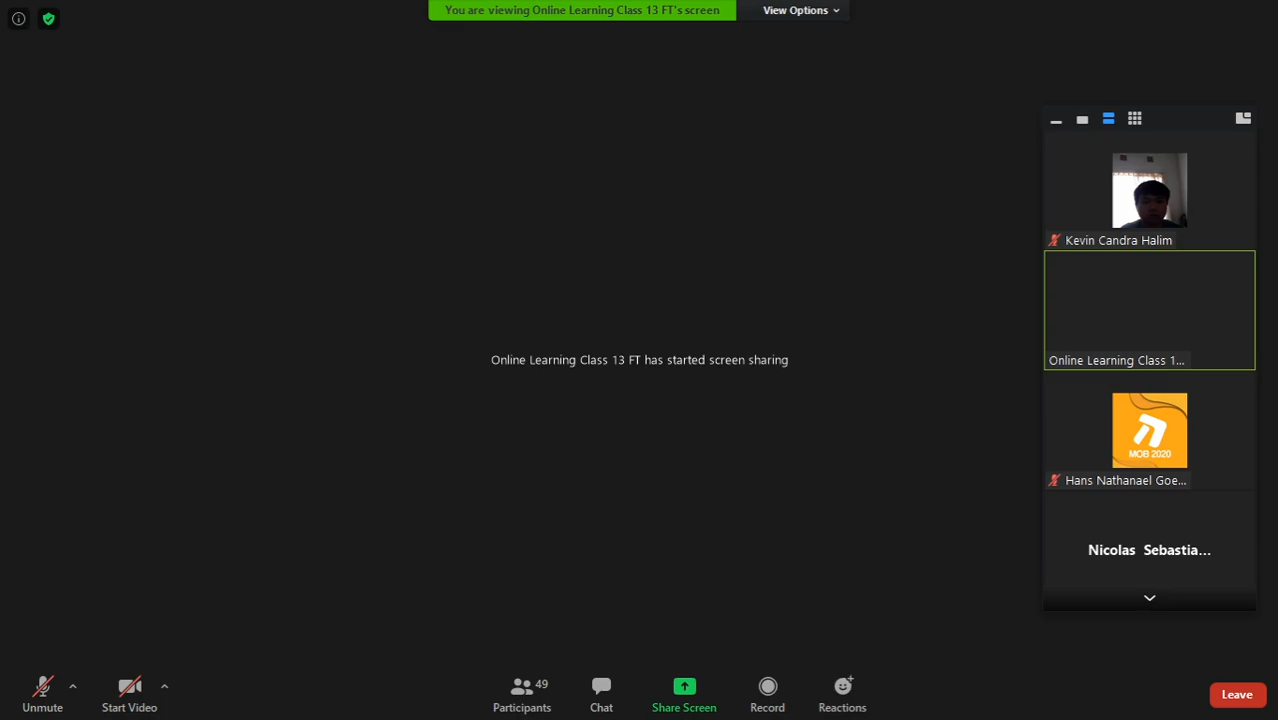 You are viewing Online Learning Class 13 FT's screen
View Options
Kevin Candra Halim
Online Learning Class 13 FT has started screen sharing
Online Learning Class 1...
MOB 2020
Hans Nathanael Goe...
Nicolas Sebastia...
49
Unmute
Start Video
Participants
Chat
Share Screen
Record
Reactions
Leave